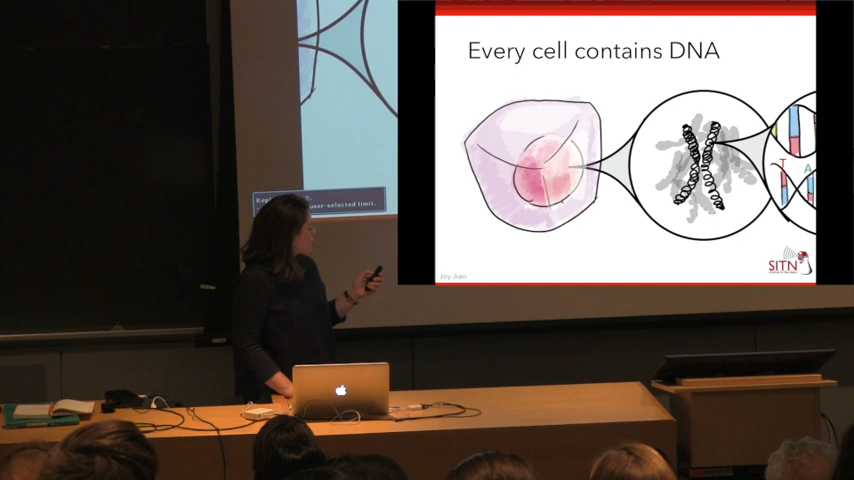 Every cell contains DNA
T A
user-selected limit.
Joy Jiao
SITN